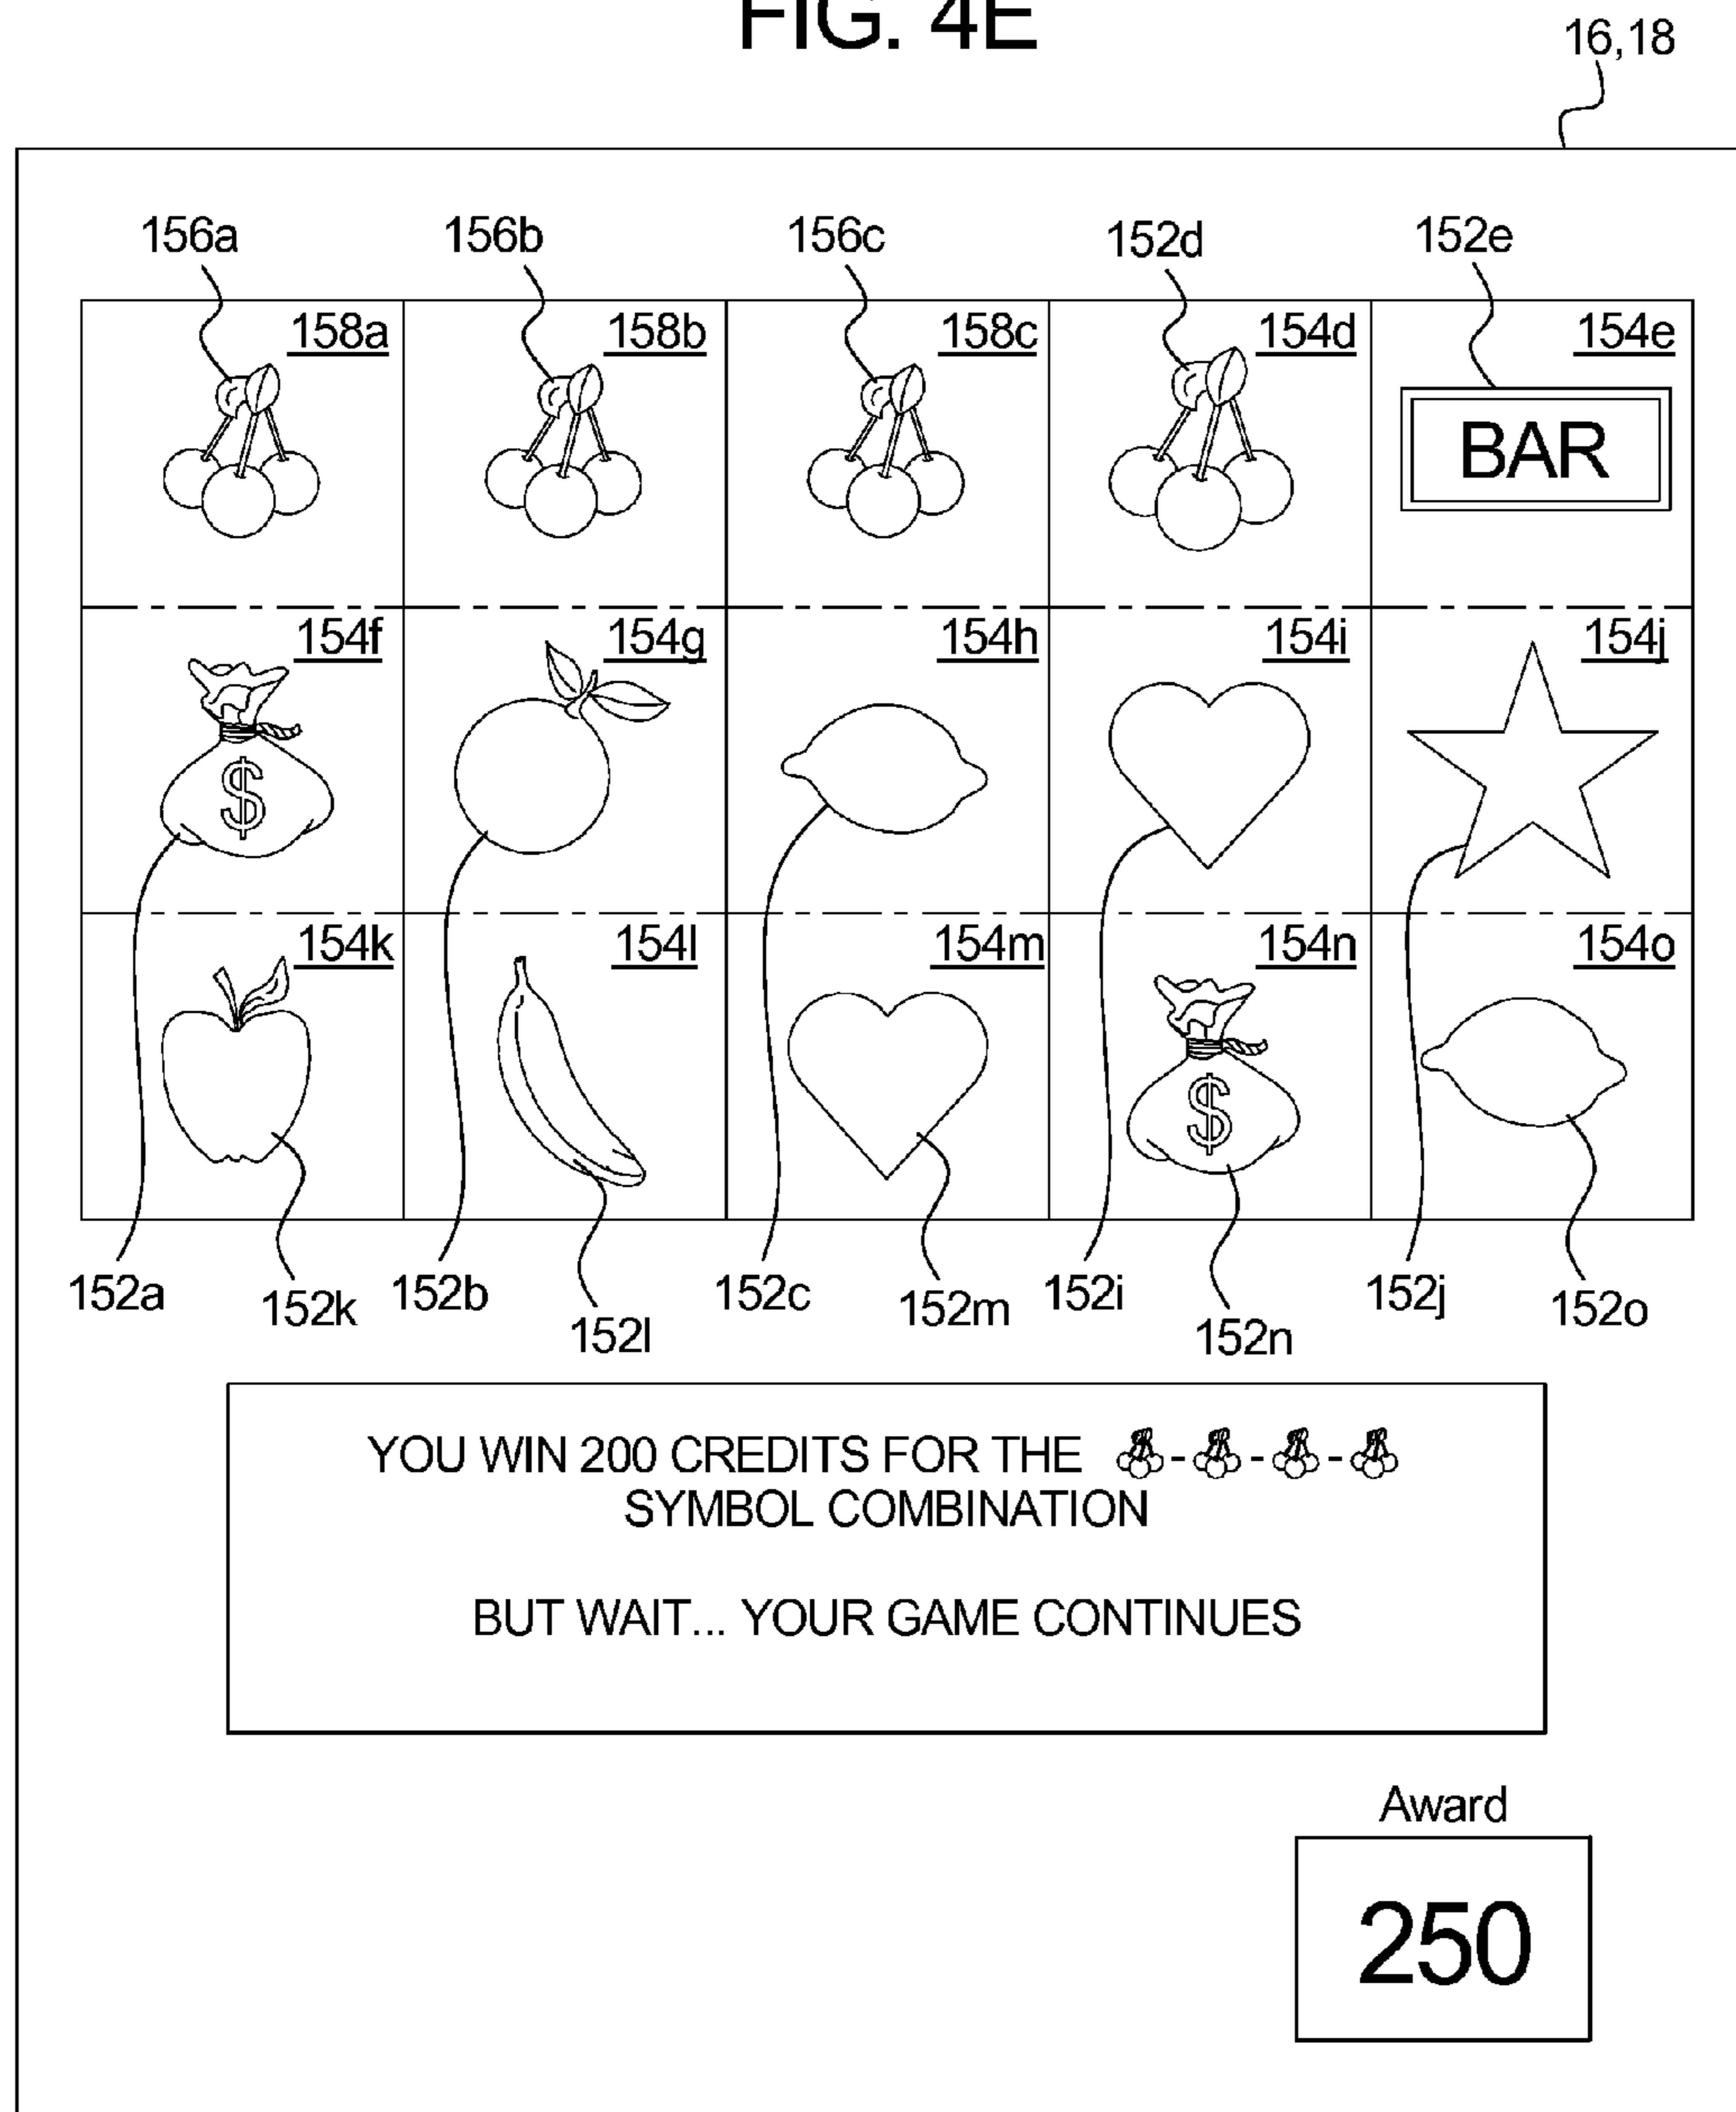 FIG. 4E
16,18
156a 156b 156c 152d 152e
158a 158b 158c 154d 154e
BAR
154f 154g 154h 154i 154j
$
154k 154l 154m 154n 154o
$
152a 152k 152b 152l 152c 152m 152i 152n 152j 152o
YOU WIN 200 CREDITS FOR THE - - -
SYMBOL COMBINATION
BUT WAIT... YOUR GAME CONTINUES
Award
250